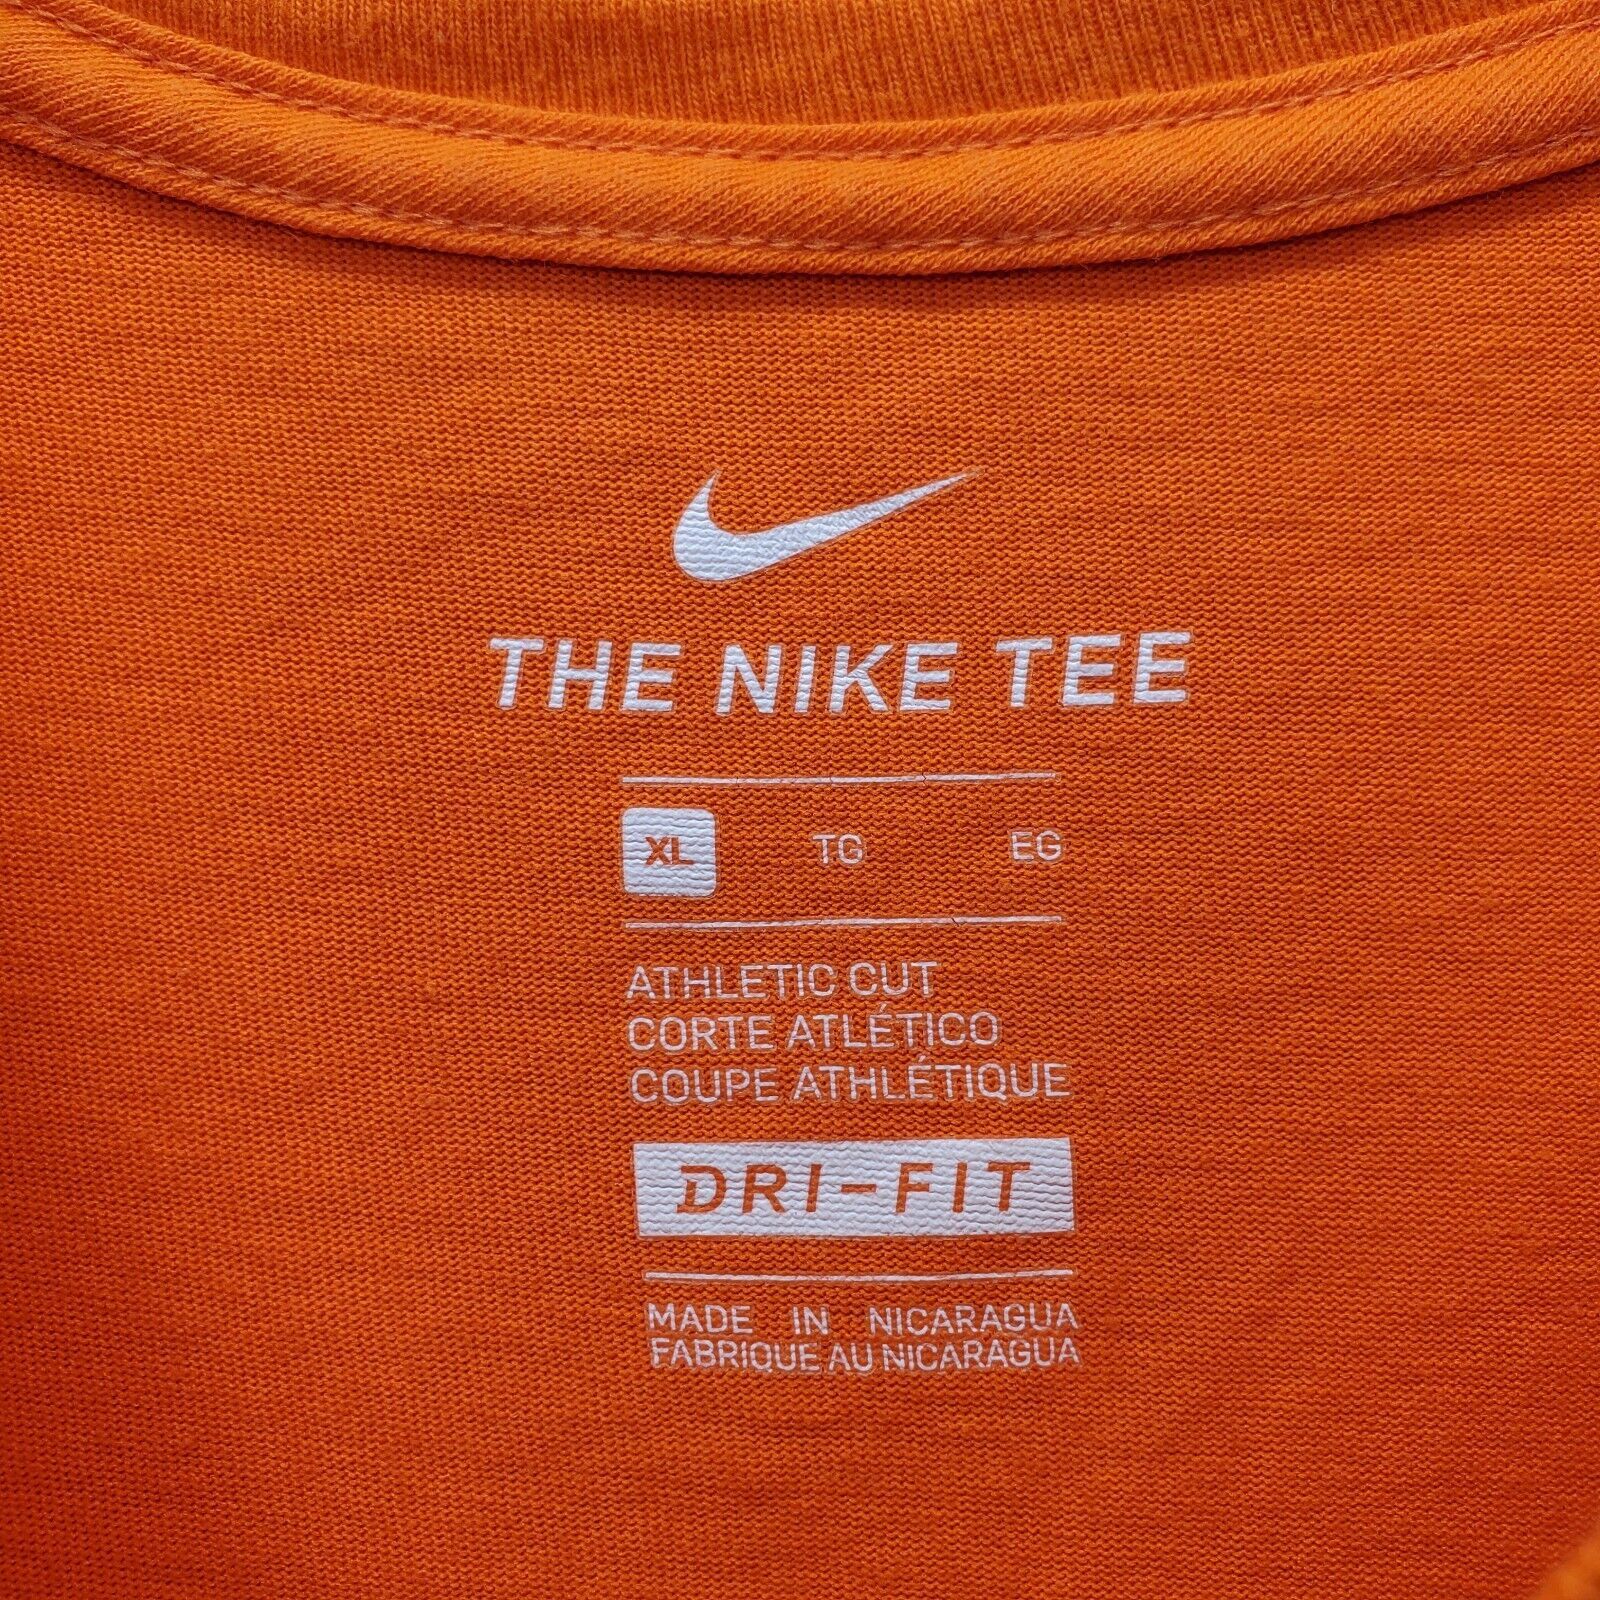 THE NIKE TEE
XL TG EG
ATHLETIC CUT
CORTE ATLÉTICO
COUPE ATHLÉTIQUE
DRI-FIT
MADE IN NICARAGUA
FABRIQUE AU NICARAGUA